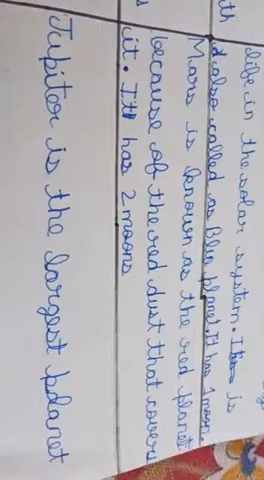 th
life in the solar system. It is
it also called as Blue planet. It has 1 moon.
Mars is known as the red planet
because of the red dust that covers
it. It has 2 moons
Jupitor is the largest planet